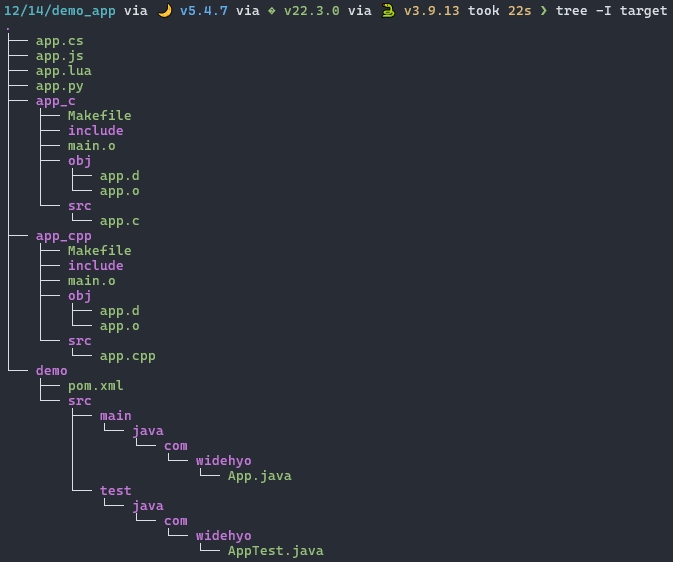 12/14/demo_app via 🌙 v5.4.7 via � v22.3.0 via 🐍 v3.9.13 took 22s ❯ tree -I target
.
├── app.cs
├── app.js
├── app.lua
├── app.py
├── app_c
│   ├── Makefile
│   ├── include
│   ├── main.o
│   ├── obj
│   │   ├── app.d
│   │   └── app.o
│   └── src
│       └── app.c
├── app_cpp
│   ├── Makefile
│   ├── include
│   ├── main.o
│   ├── obj
│   │   ├── app.d
│   │   └── app.o
│   └── src
│       └── app.cpp
└── demo
    ├── pom.xml
    └── src
        ├── main
        │   └── java
        │       └── com
        │           └── widehyo
        │               └── App.java
        └── test
            └── java
                └── com
                    └── widehyo
                        └── AppTest.java